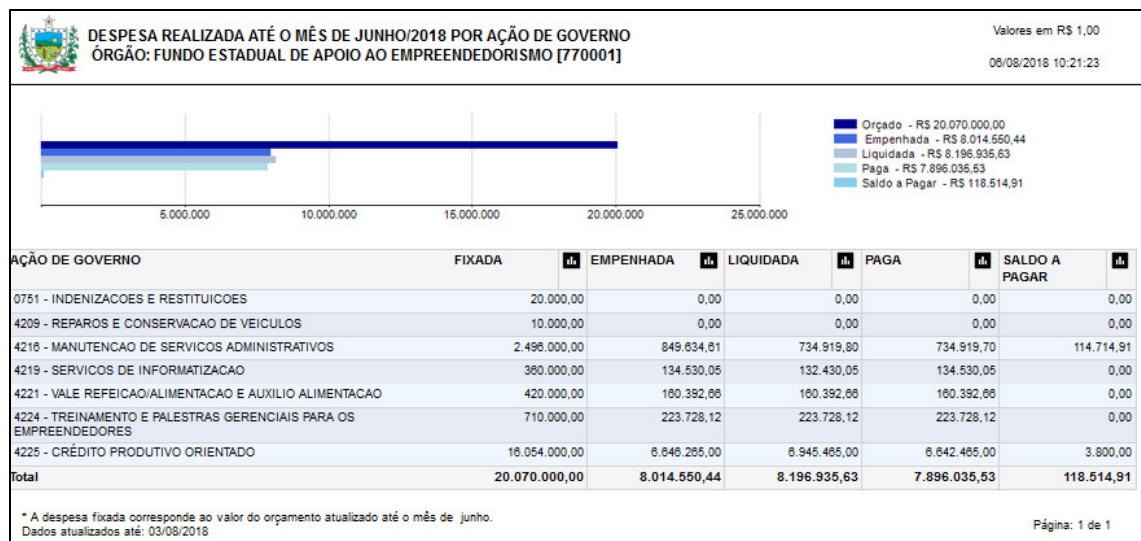 DESPESA REALIZADA ATÉ O MÊS DE JUNHO/2018 POR AÇÃO DE GOVERNO
ÓRGÃO: FUNDO ESTADUAL DE APOIO AO EMPREENDEDORISMO [770001]
Valores em R$ 1,00
06/08/2018 10:21:23
Orçado - R$ 20.070.000,00
Empenhada - R$ 8.014.550,44
Liquidada - R$ 8.196.935,63
Paga - R$ 7.896.035,53
Saldo a Pagar - R$ 118.514,91
5.000.000 10.000.000 15.000.000 20.000.000 25.000.000
AÇÃO DE GOVERNO FIXADA EMPENHADA LIQUIDADA PAGA SALDO A
PAGAR
0751 - INDENIZACOES E RESTITUICOES 20.000,00 0,00 0,00 0,00 0,00
4209 - REPAROS E CONSERVACAO DE VEICULOS 10.000,00 0,00 0,00 0,00 0,00
4216 - MANUTENCAO DE SERVICOS ADMINISTRATIVOS 2.496.000,00 849.634,61 734.919,80 734.919,70 114.714,91
4219 - SERVICOS DE INFORMATIZACAO 360.000,00 134.530,05 132.430,05 134.530,05 0,00
4221 - VALE REFEICAO/ALIMENTACAO E AUXILIO ALIMENTACAO 420.000,00 160.392,66 160.392,66 160.392,66 0,00
4224 - TREINAMENTO E PALESTRAS GERENCIAIS PARA OS 710.000,00 223.728,12 223.728,12 223.728,12 0,00
EMPREENDEDORES
4225 - CRÉDITO PRODUTIVO ORIENTADO 16.054.000,00 6.646.265,00 6.945.465,00 6.642.465,00 3.800,00
Total 20.070.000,00 8.014.550,44 8.196.935,63 7.896.035,53 118.514,91
* A despesa fixada corresponde ao valor do orçamento atualizado até o mês de junho.
Dados atualizados até: 03/08/2018
Página: 1 de 1